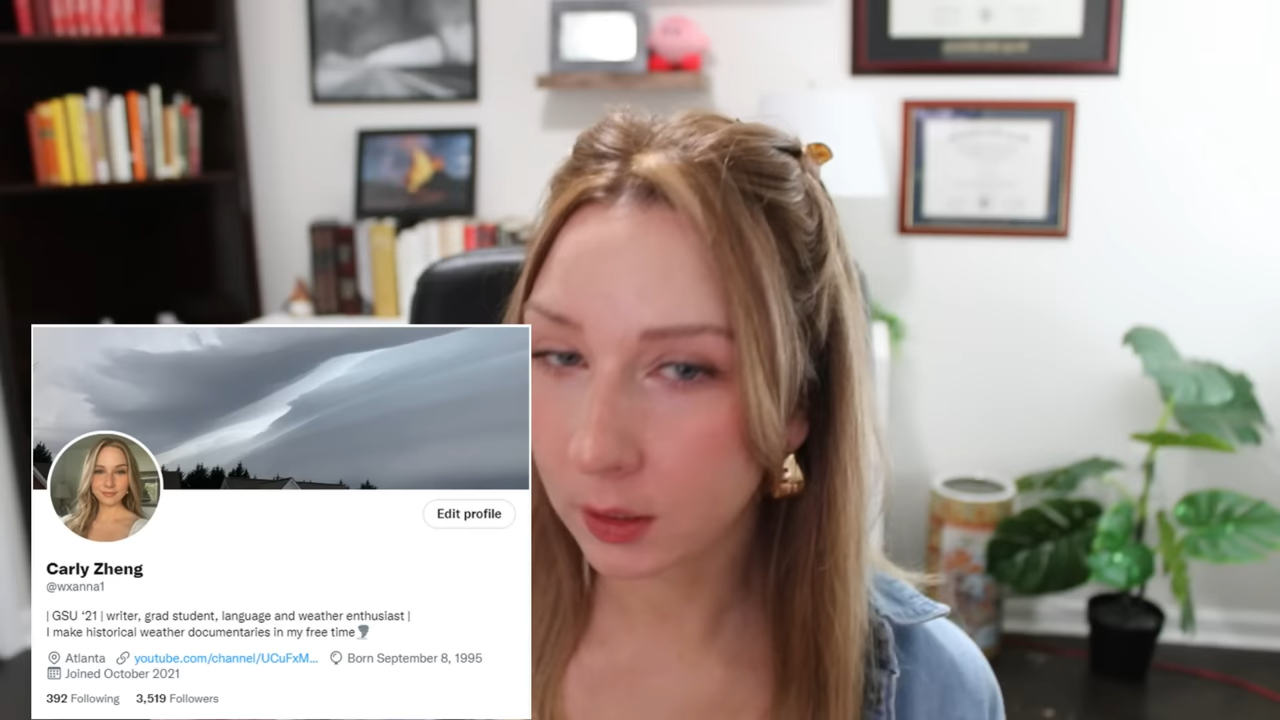 Edit profile
Carly Zheng
@wxanna1
| GSU ‘21 | writer, grad student, language and weather enthusiast |
I make historical weather documentaries in my free time🌪
Atlanta youtube.com/channel/UCuFxM... Born September 8, 1995
Joined October 2021
392 Following 3,519 Followers